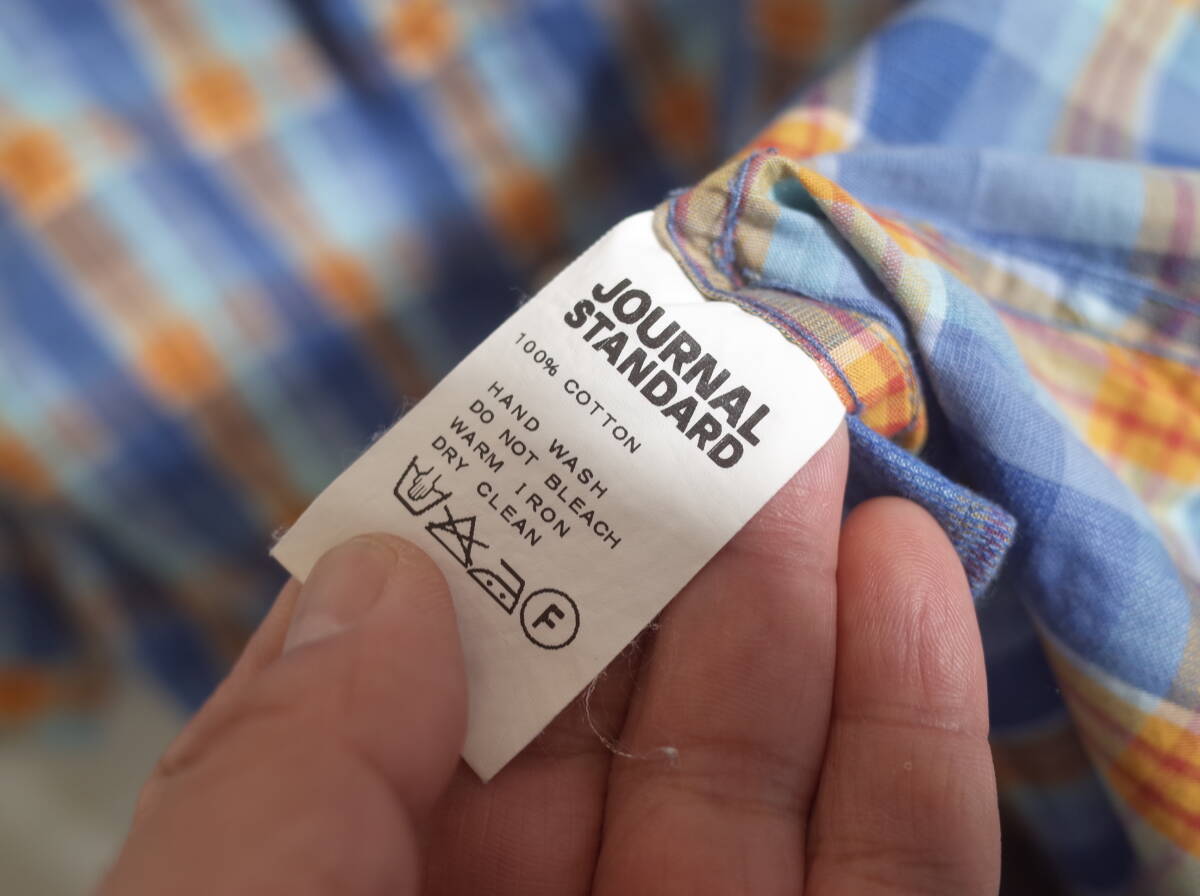 JOURNAL
STANDARD
100% COTTON
HAND WASH
DO NOT BLEACH
WARM IRON
DRY CLEAN
F